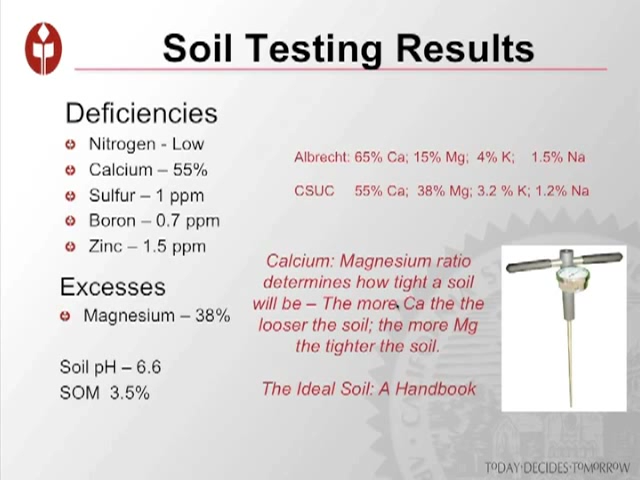 Soil Testing Results
Deficiencies
Nitrogen - Low
Calcium – 55%
Sulfur – 1 ppm
Boron – 0.7 ppm
Zinc – 1.5 ppm
Excesses
Magnesium – 38%
Soil pH – 6.6
SOM 3.5%
Albrecht: 65% Ca; 15% Mg; 4% K; 1.5% Na
CSUC 55% Ca; 38% Mg; 3.2 % K; 1.2% Na
Calcium: Magnesium ratio
determines how tight a soil
will be – The more Ca the the
looser the soil; the more Mg
the tighter the soil.
The Ideal Soil: A Handbook
TODAY·DECIDES·TOMORROW